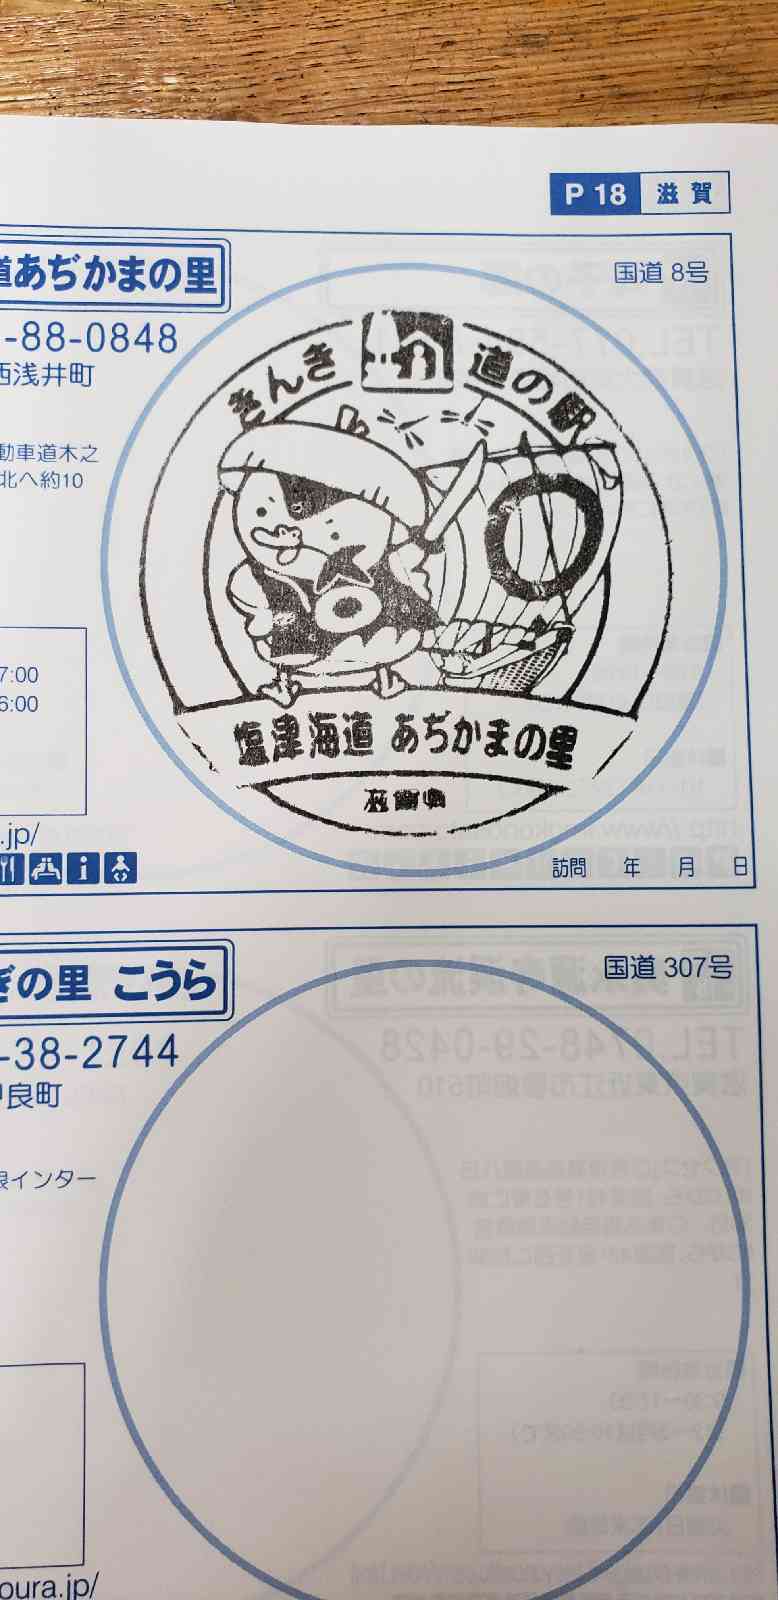 P 18 滋賀
道あぢかまの里
国道 8号
-88-0848
西浅井町
動車道木之
北へ約10
7:00
6:00
.jp/
きんき 道の駅
塩津海道 あぢかまの里
滋賀県
訪問 年 月 日
ぎの里 こうら
国道 307号
-38-2744
甲良町
根インター
oura.jp/